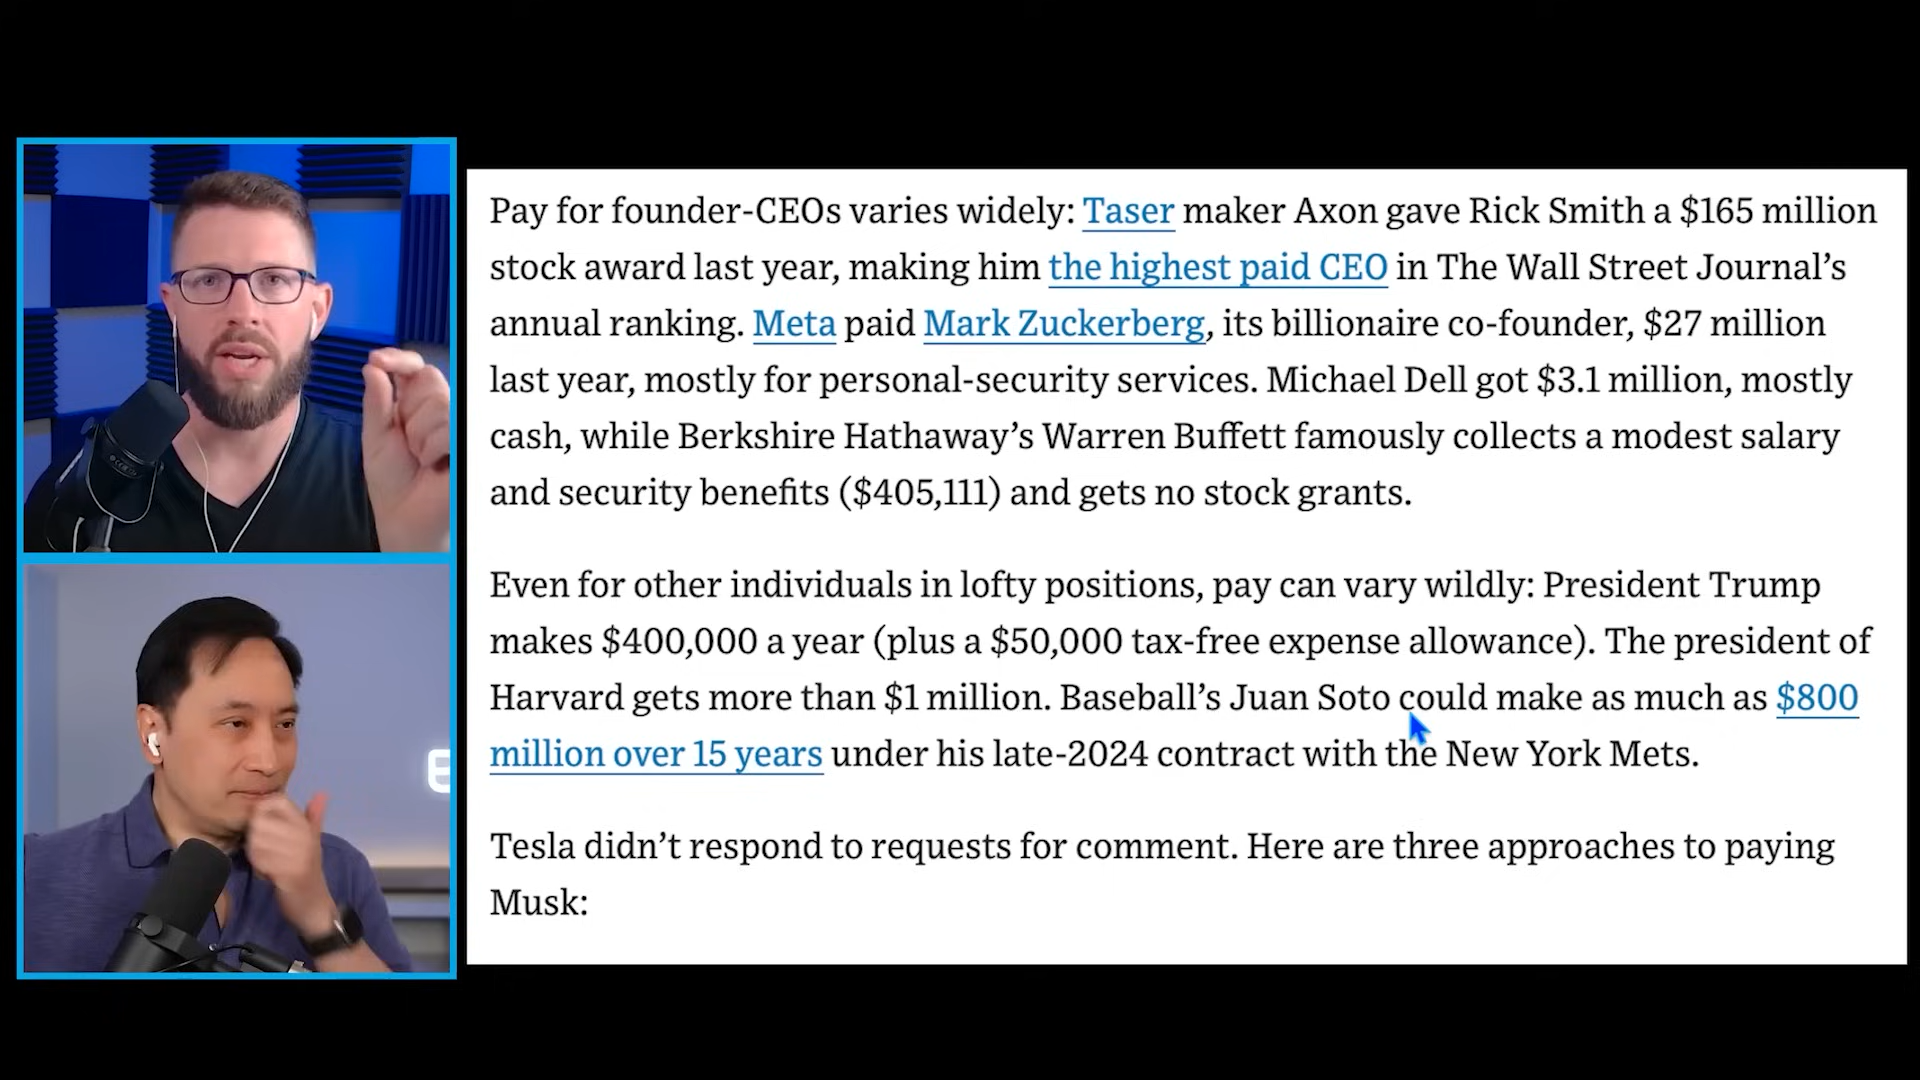 Pay for founder-CEOs varies widely: Taser maker Axon gave Rick Smith a $165 million
stock award last year, making him the highest paid CEO in The Wall Street Journal’s
annual ranking. Meta paid Mark Zuckerberg, its billionaire co-founder, $27 million
last year, mostly for personal-security services. Michael Dell got $3.1 million, mostly
cash, while Berkshire Hathaway’s Warren Buffett famously collects a modest salary
and security benefits ($405,111) and gets no stock grants.
Even for other individuals in lofty positions, pay can vary wildly: President Trump
makes $400,000 a year (plus a $50,000 tax-free expense allowance). The president of
Harvard gets more than $1 million. Baseball’s Juan Soto could make as much as $800
million over 15 years under his late-2024 contract with the New York Mets.
Tesla didn’t respond to requests for comment. Here are three approaches to paying
Musk: